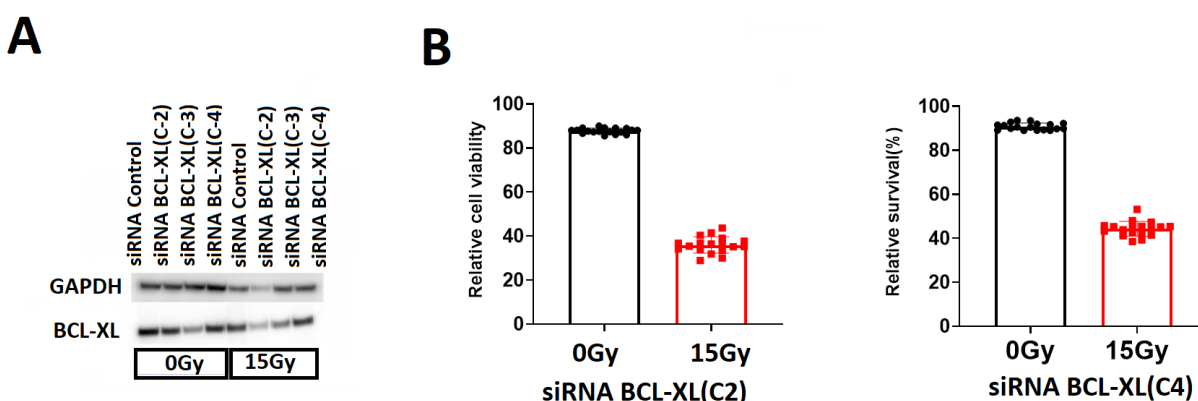 A
B
siRNA Control
siRNA BCL-XL(C-2)
siRNA BCL-XL(C-3)
siRNA BCL-XL(C-4)
siRNA Control
siRNA BCL-XL(C-2)
siRNA BCL-XL(C-3)
siRNA BCL-XL(C-4)
GAPDH
BCL-XL
0Gy
15Gy
Relative cell viability
100
80
60
40
20
0
0Gy
15Gy
siRNA BCL-XL(C2)
Relative survival(%)
100
80
60
40
20
0
0Gy
15Gy
siRNA BCL-XL(C4)